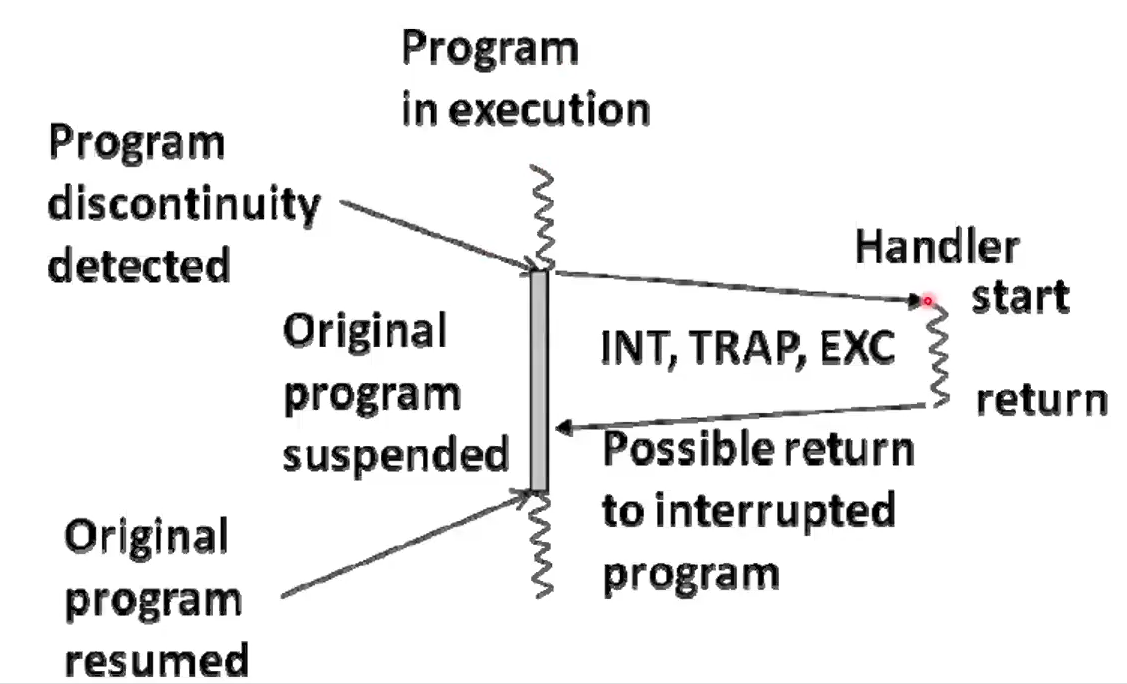 Program
in execution
Program
discontinuity
detected
Handler
start
Original
program
suspended
INT, TRAP, EXC
return
Possible return
to interrupted
program
Original
program
resumed